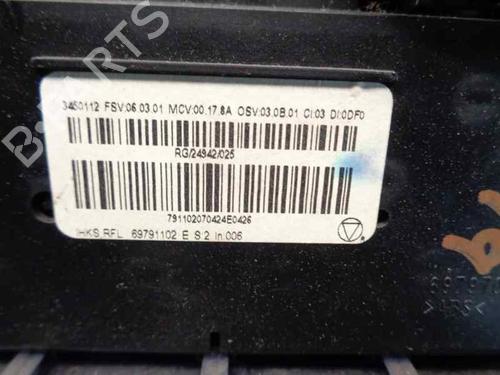 3450112 FSV:06.03.01 MCV:00.17.8A OSV:03.0B.01 CI:03 DI:0DF0
RG/24942/025
791102070424E0426
IHKS RFL 69791102 E S:2 In:006
B-PARTS